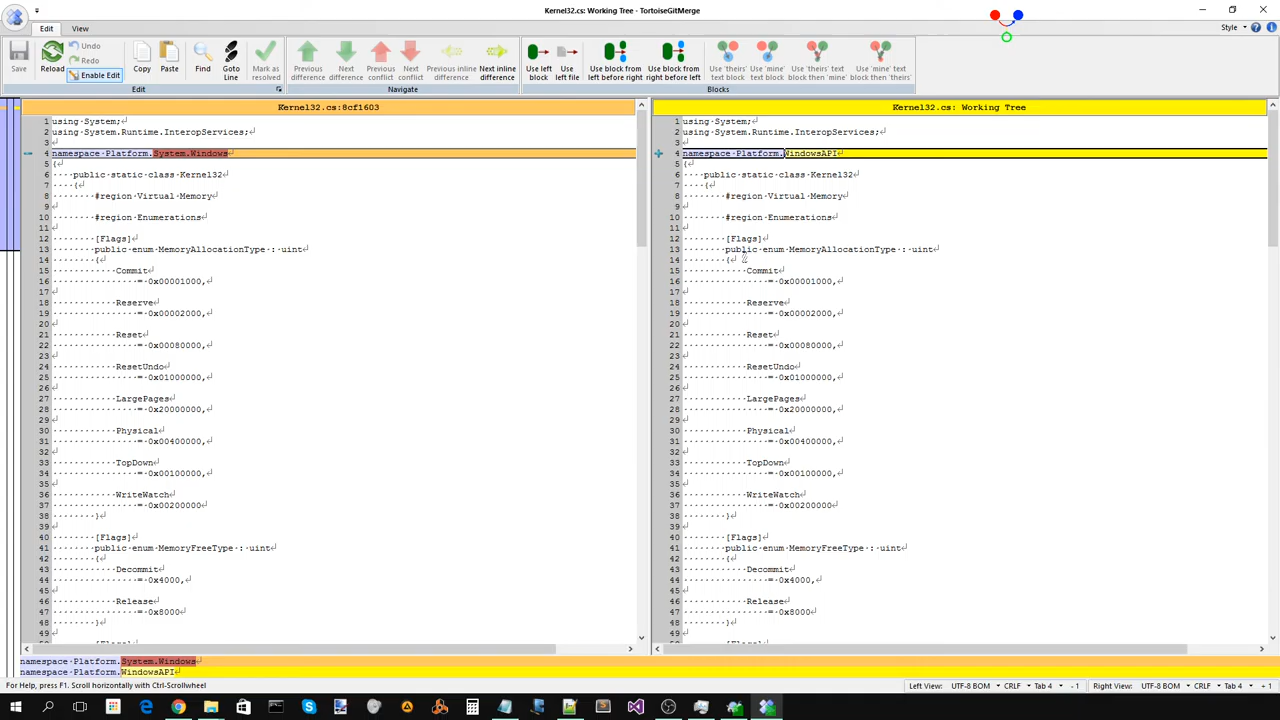 Kernel32.cs: Working Tree - TortoiseGitMerge
Edit View
Style
Save
Reload
Undo
Redo
Enable Edit
Copy
Paste
Find
Goto Line
Mark as resolved
Previous difference
Next difference
Previous conflict
Next conflict
Previous inline difference
Next inline difference
Use left block
Use left file
Use block from left before right
Use block from right before left
Use 'theirs' text block
Use 'mine' text block
Use 'theirs' text block then 'mine'
Use 'mine' text block then 'theirs'
Edit
Navigate
Blocks
Kernel32.cs:8cf1603
1 using System;
2 using System.Runtime.InteropServices;
3
4 namespace Platform.System.Windows
5 {
6 public static class Kernel32
7 {
8 #region Virtual Memory
9
10 #region Enumerations
11
12 [Flags]
13 public enum MemoryAllocationType : uint
14 {
15 Commit
16 = 0x00001000,
17
18 Reserve
19 = 0x00002000,
20
21 Reset
22 = 0x00080000,
23
24 ResetUndo
25 = 0x01000000,
26
27 LargePages
28 = 0x20000000,
29
30 Physical
31 = 0x00400000,
32
33 TopDown
34 = 0x00100000,
35
36 WriteWatch
37 = 0x00200000
38 }
39
40 [Flags]
41 public enum MemoryFreeType : uint
42 {
43 Decommit
44 = 0x4000,
45
46 Release
47 = 0x8000
48 }
49
Kernel32.cs: Working Tree
1 using System;
2 using System.Runtime.InteropServices;
3
4 namespace Platform.WindowsAPI
5 {
6 public static class Kernel32
7 {
8 #region Virtual Memory
9
10 #region Enumerations
11
12 [Flags]
13 public enum MemoryAllocationType : uint
14 {
15 Commit
16 = 0x00001000,
17
18 Reserve
19 = 0x00002000,
20
21 Reset
22 = 0x00080000,
23
24 ResetUndo
25 = 0x01000000,
26
27 LargePages
28 = 0x20000000,
29
30 Physical
31 = 0x00400000,
32
33 TopDown
34 = 0x00100000,
35
36 WriteWatch
37 = 0x00200000
38 }
39
40 [Flags]
41 public enum MemoryFreeType : uint
42 {
43 Decommit
44 = 0x4000,
45
46 Release
47 = 0x8000
48 }
49
namespace Platform.System.Windows
namespace Platform.WindowsAPI
For Help, press F1. Scroll horizontally with Ctrl-Scrollwheel
Left View: UTF-8 BOM CRLF Tab 4 - 1
Right View: UTF-8 BOM CRLF Tab 4 + 1